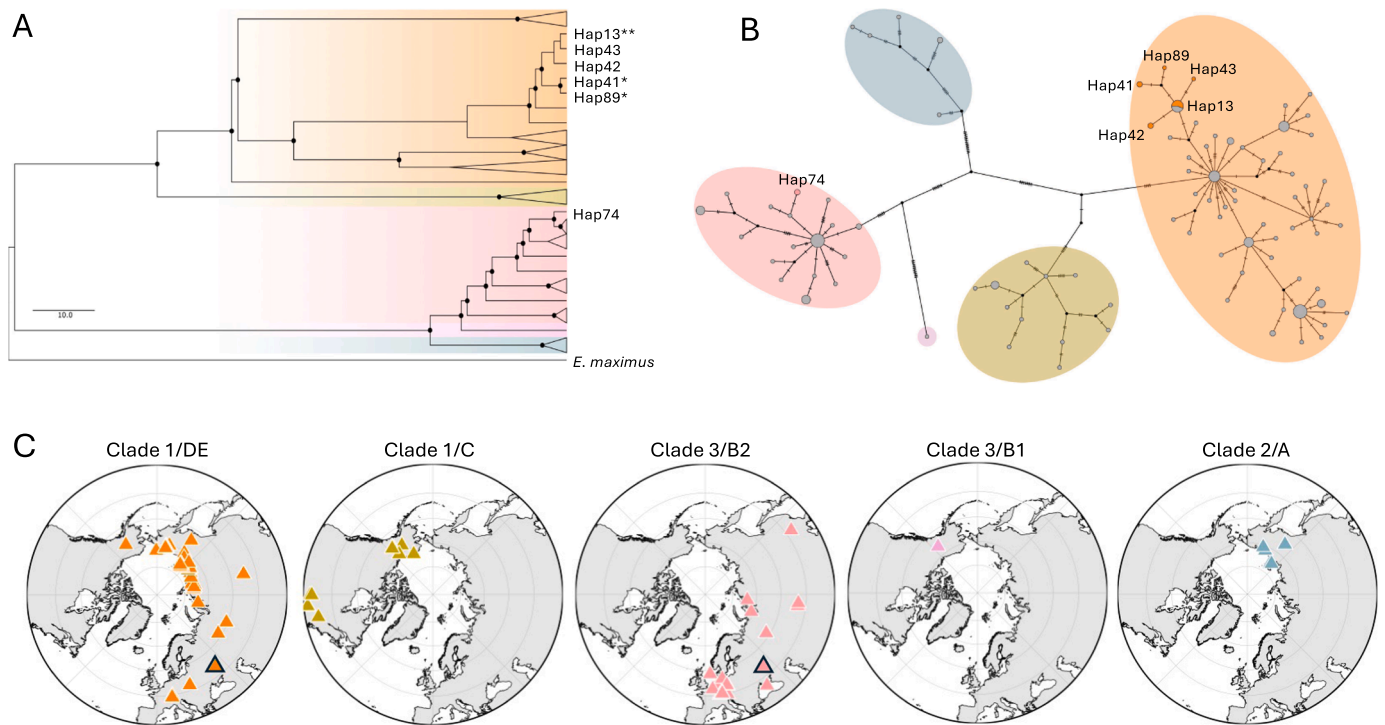 A
Hap13**
Hap43
Hap42
Hap41*
Hap89*
Hap74
10.0
E. maximus
B
Hap89
Hap43
Hap41
Hap13
Hap42
Hap74
C
Clade 1/DE
Clade 1/C
Clade 3/B2
Clade 3/B1
Clade 2/A